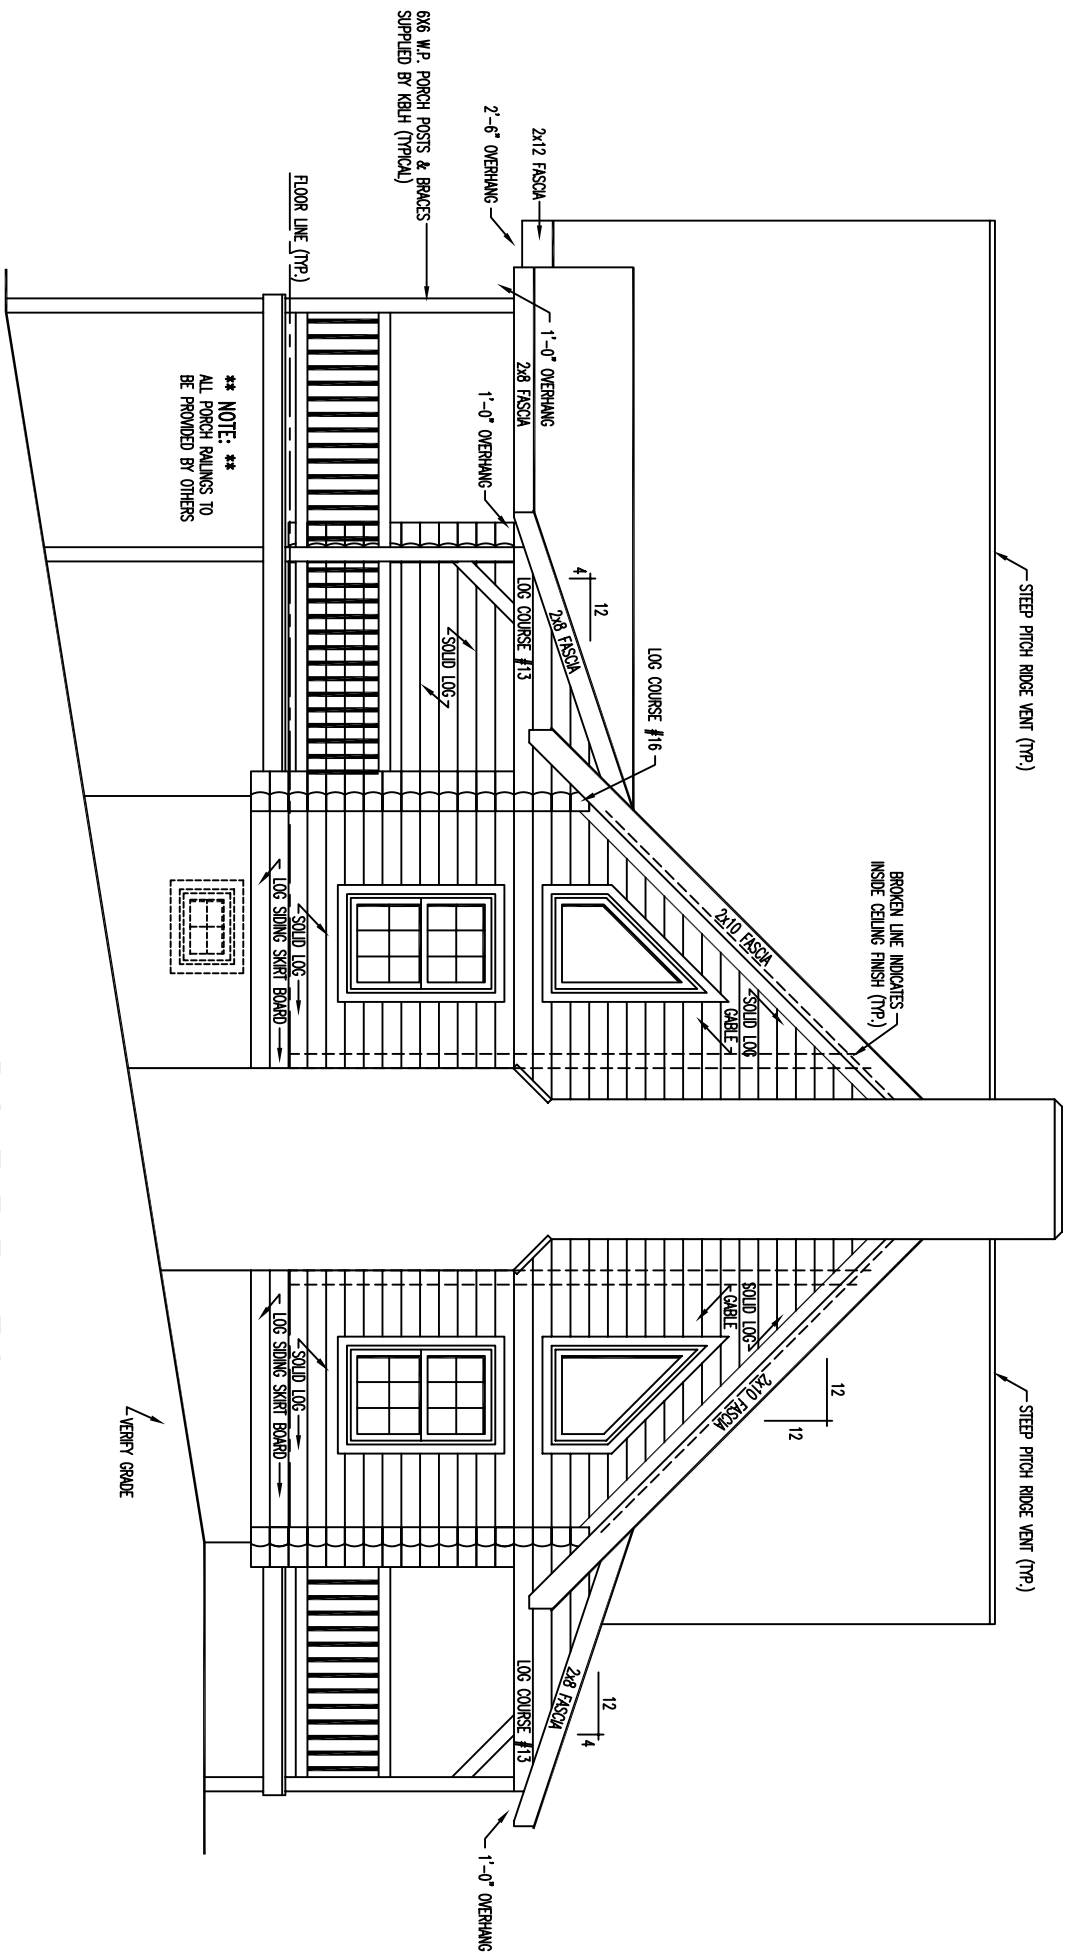 STEEP PITCH RIDGE VENT (TYP.)
STEEP PITCH RIDGE VENT (TYP.)
BROKEN LINE INDICATES
INSIDE CEILING FINISH (TYP.)
12
12
2x10 FASCIA
2x10 FASCIA
SOLID LOG
GABLE
SOLID LOG
GABLE
LOG COURSE #16
12
4
2x8 FASCIA
12
4
2x8 FASCIA
2x12 FASCIA
2'-6" OVERHANG
1'-0" OVERHANG
2x8 FASCIA
1'-0" OVERHANG
LOG COURSE #13
LOG COURSE #13
1'-0" OVERHANG
6X6 W.P. PORCH POSTS & BRACES
SUPPLIED BY KBLH (TYPICAL)
SOLID LOG
FLOOR LINE (TYP.)
SOLID LOG
LOG SIDING SKIRT BOARD
SOLID LOG
LOG SIDING SKIRT BOARD
** NOTE: **
ALL PORCH RAILINGS TO
BE PROVIDED BY OTHERS
VERIFY GRADE